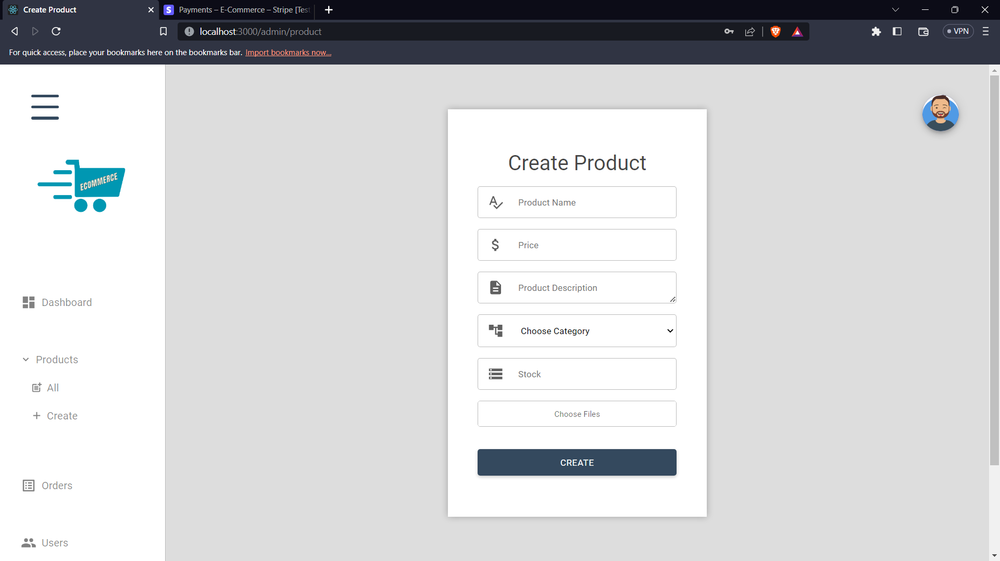 Create Product
S Payments – E-Commerce – Stripe [Test
localhost:3000/admin/product
VPN
For quick access, place your bookmarks here on the bookmarks bar. Import bookmarks now...
ECOMMERCE
Dashboard
Products
All
Create
Orders
Users
Create Product
Product Name
$ Price
Product Description
Choose Category
Stock
Choose Files
CREATE